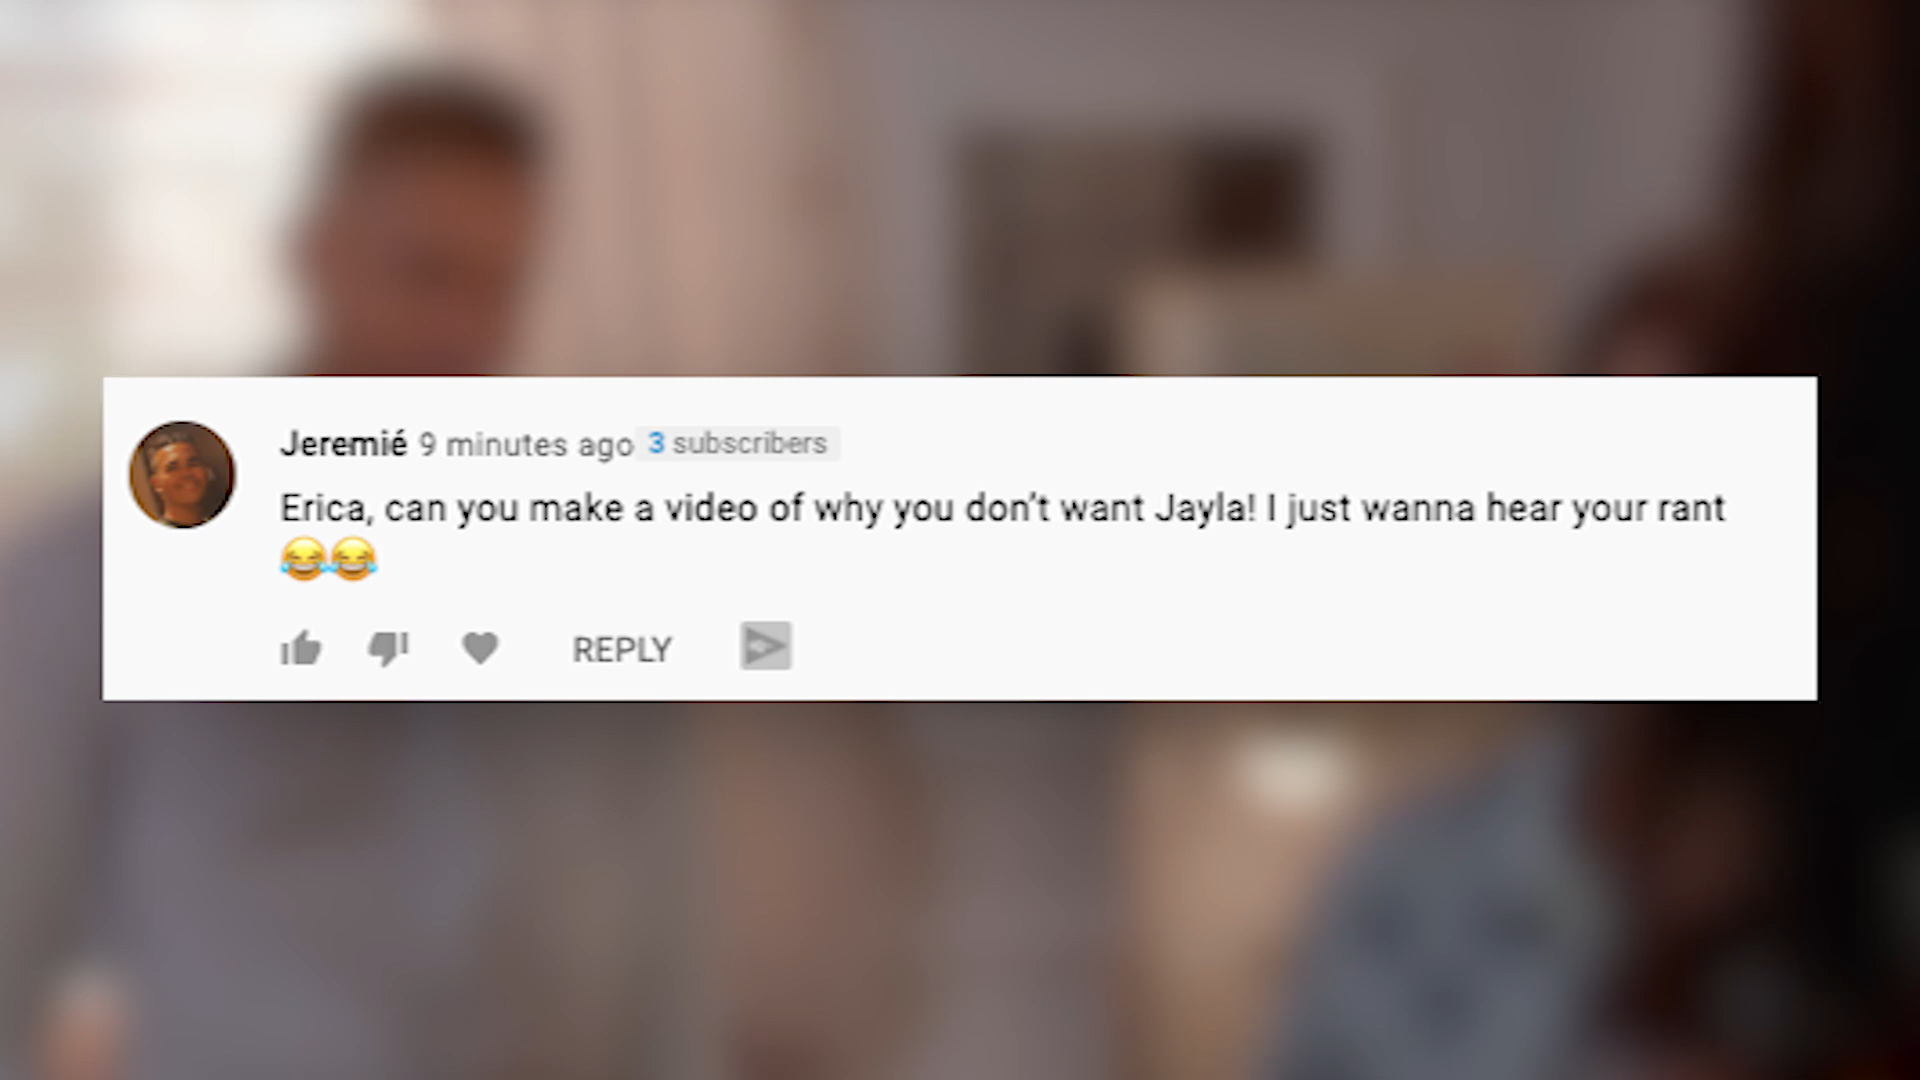 Jeremié 9 minutes ago 3 subscribers
Erica, can you make a video of why you don't want Jayla! I just wanna hear your rant
😂😂
REPLY